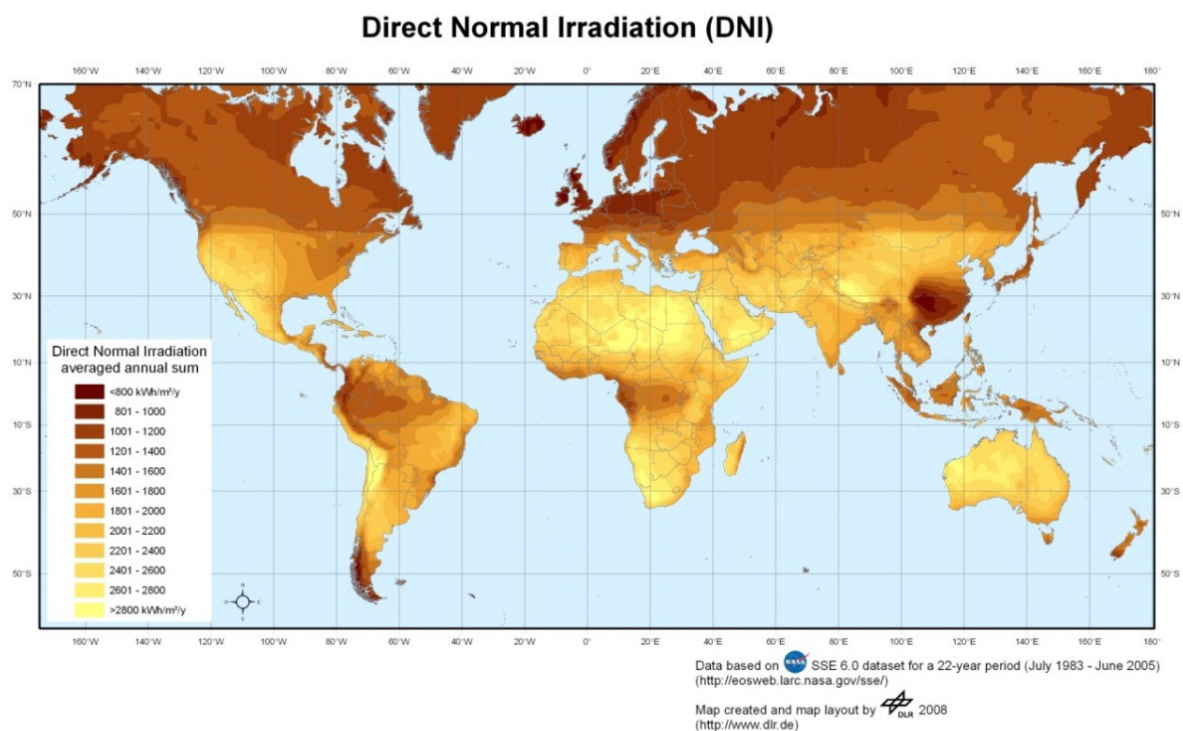 Direct Normal Irradiation (DNI)
160°W 140°W 120°W 100°W 80°W 60°W 40°W 20°W 0° 20°E 40°E 60°E 80°E 100°E 120°E 140°E 160°E 180°
70°N
50°N 50°N
30°N 30°N
10°N 10°N
10°S 10°S
30°S 30°S
50°S 50°S
Direct Normal Irradiation
averaged annual sum
<800 kWh/m²/y
801 - 1000
1001 - 1200
1201 - 1400
1401 - 1600
1601 - 1800
1801 - 2000
2001 - 2200
2201 - 2400
2401 - 2600
2601 - 2800
>2800 kWh/m²/y
160°W 140°W 120°W 100°W 80°W 60°W 40°W 20°W 0° 20°E 40°E 60°E 80°E 100°E 120°E 140°E 160°E 180°
Data based on NASA SSE 6.0 dataset for a 22-year period (July 1983 - June 2005)
(http://eosweb.larc.nasa.gov/sse/)
Map created and map layout by DLR 2008
(http://www.dlr.de)